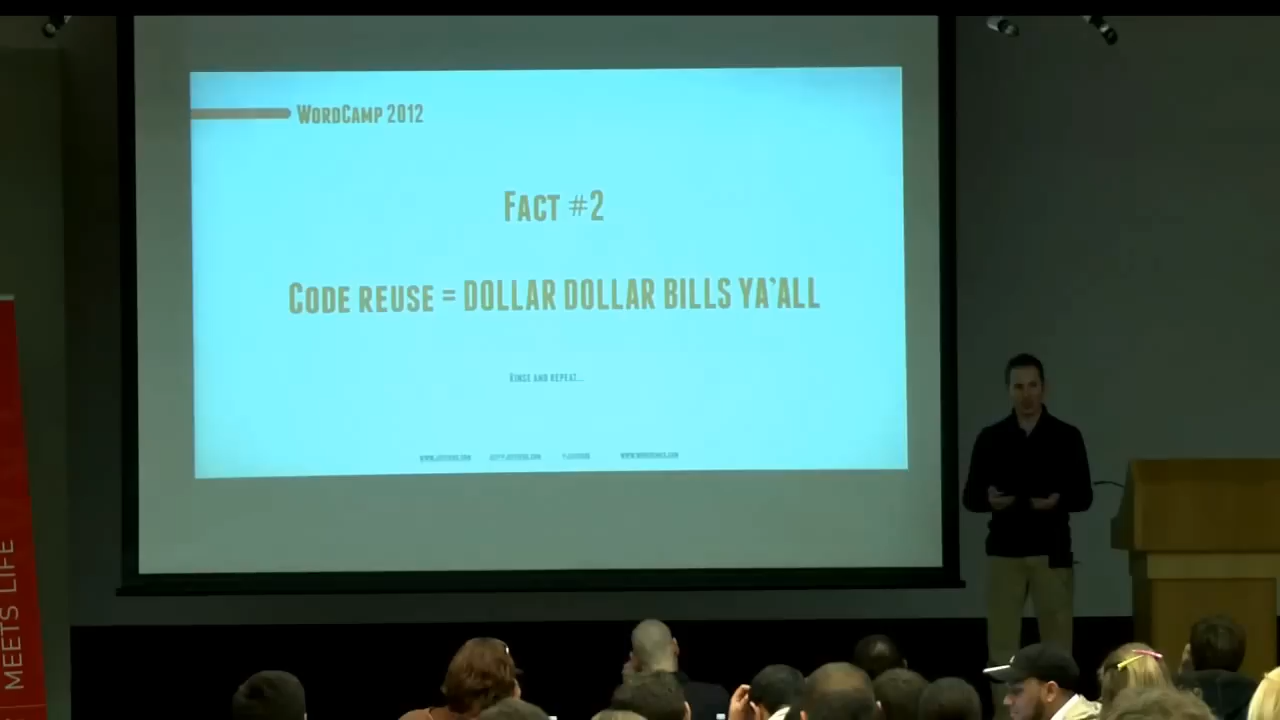 WORDCAMP 2012
FACT #2
CODE REUSE = DOLLAR DOLLAR BILLS YA'ALL
RINSE AND REPEAT...
MEETS LIFE